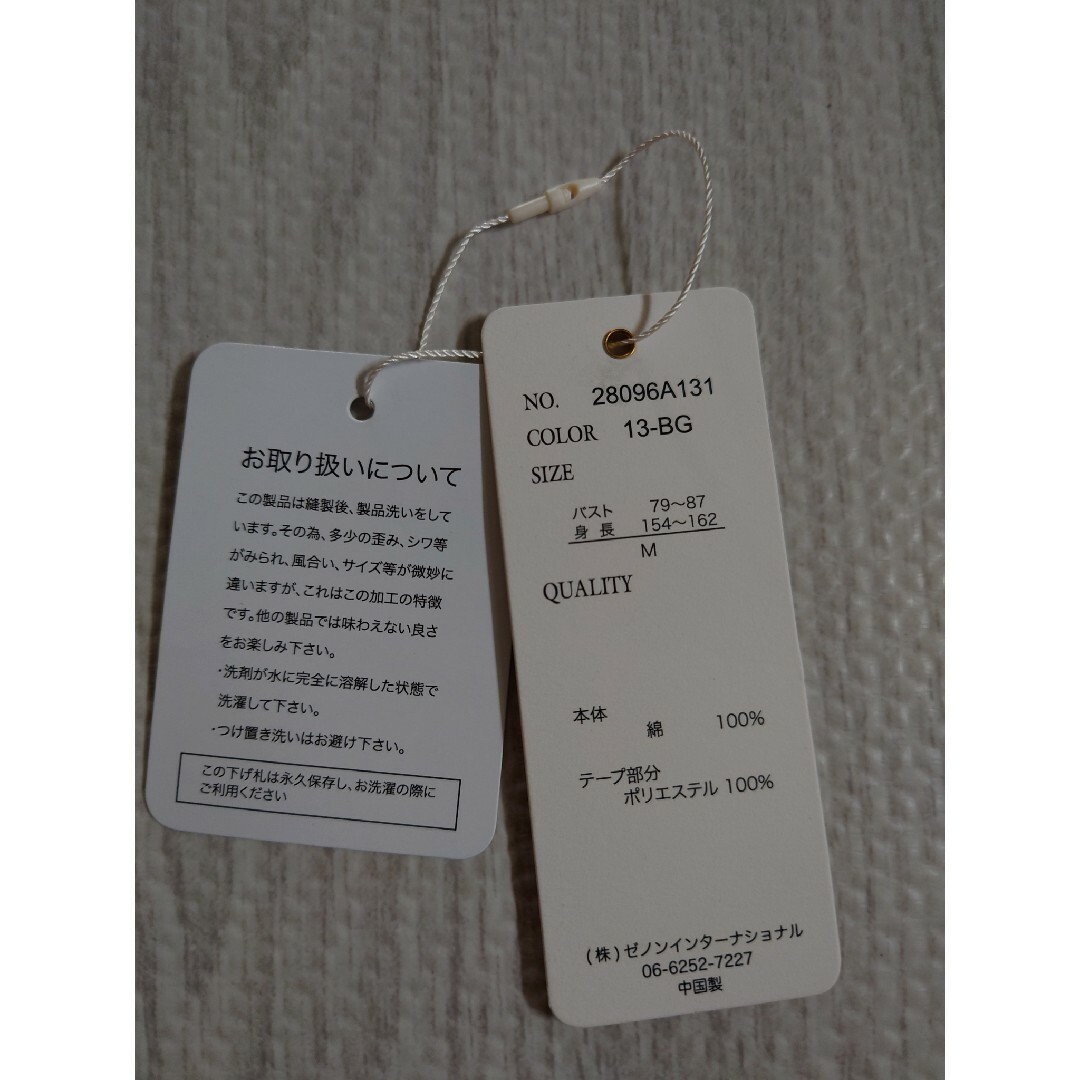 お取り扱いについて
この製品は縫製後、製品洗いをして
います。その為、多少の歪み、シワ等
がみられ、風合い、サイズ等が微妙に
違いますが、これはこの加工の特徴
です。他の製品では味わえない良さ
をお楽しみ下さい。
・洗剤が水に完全に溶解した状態で
洗濯して下さい。
・つけ置き洗いはお避け下さい。
この下げ札は永久保存し、お洗濯の際に
ご利用ください
NO. 28096A131
COLOR 13-BG
SIZE
バスト 79～87
身長 154～162
M
QUALITY
本体
綿 100%
テープ部分
ポリエステル 100%
(株)ゼノンインターナショナル
06-6252-7227
中国製